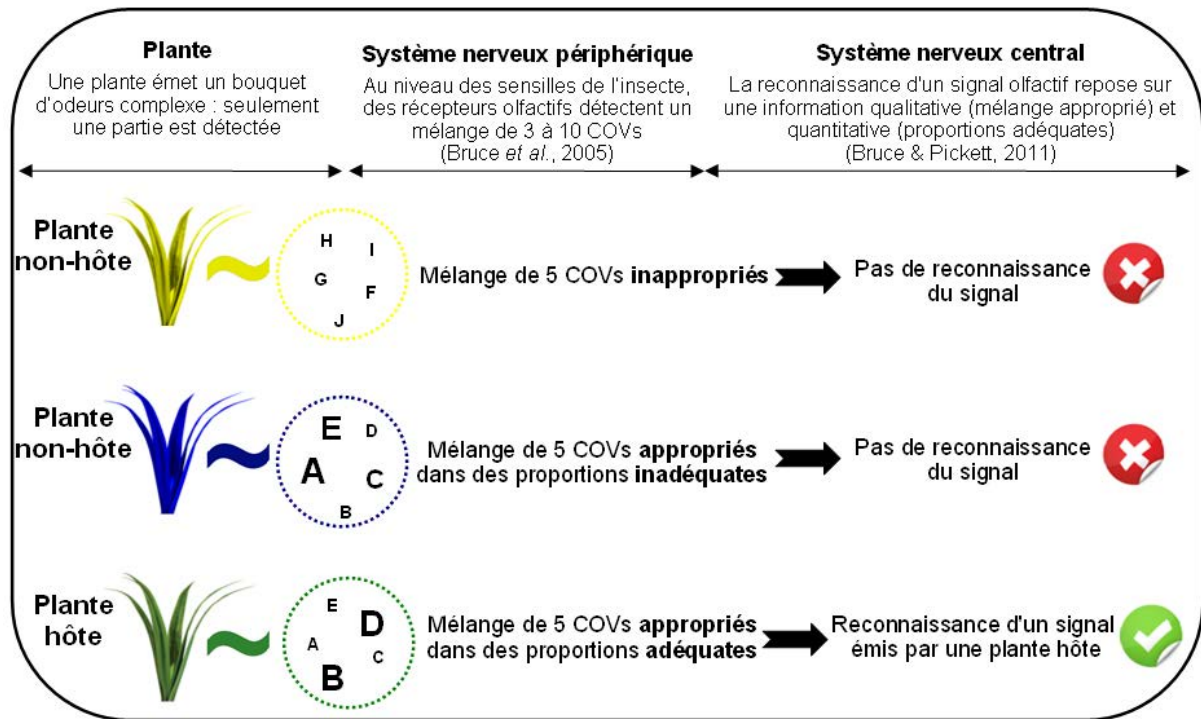 Plante
Une plante émet un bouquet
d'odeurs complexe : seulement
une partie est détectée
Système nerveux périphérique
Au niveau des sensilles de l'insecte,
des récepteurs olfactifs détectent un
mélange de 3 à 10 COVs
(Bruce et al., 2005)
Système nerveux central
La reconnaissance d'un signal olfactif repose sur
une information qualitative (mélange approprié) et
quantitative (proportions adéquates)
(Bruce & Pickett, 2011)
Plante
non-hôte
H
I
G
F
J
Mélange de 5 COVs inappropriés
Pas de reconnaissance
du signal
Plante
non-hôte
E
D
A
C
B
Mélange de 5 COVs appropriés
dans des proportions inadéquates
Pas de reconnaissance
du signal
Plante
hôte
E
D
A
C
B
Mélange de 5 COVs appropriés
dans des proportions adéquates
Reconnaissance d'un signal
émis par une plante hôte